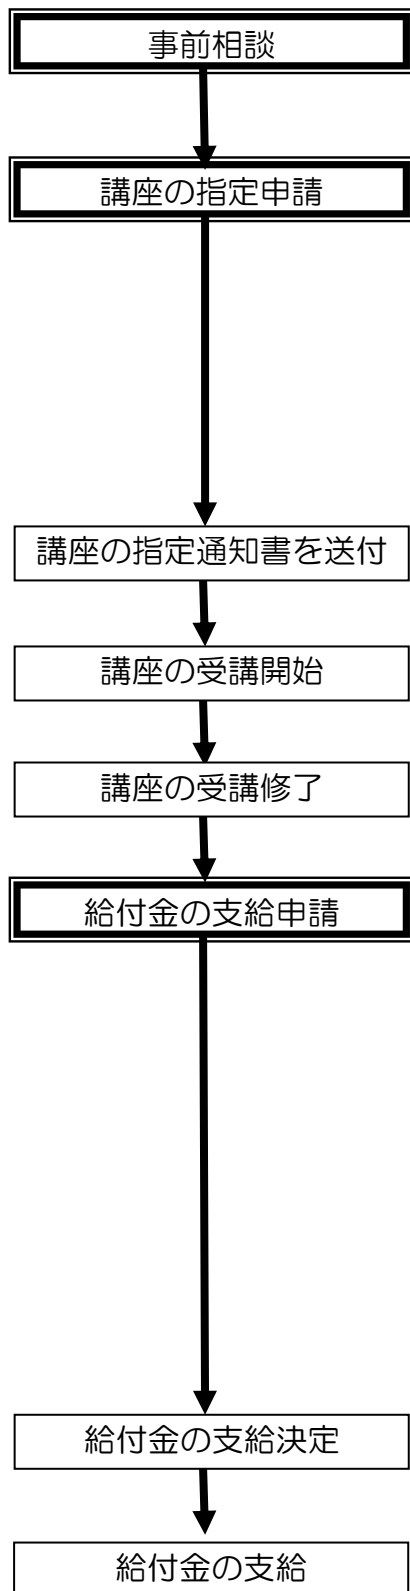 事前相談
講座の指定申請
講座の指定通知書を送付
講座の受講開始
講座の受講修了
給付金の支給申請
給付金の支給決定
給付金の支給